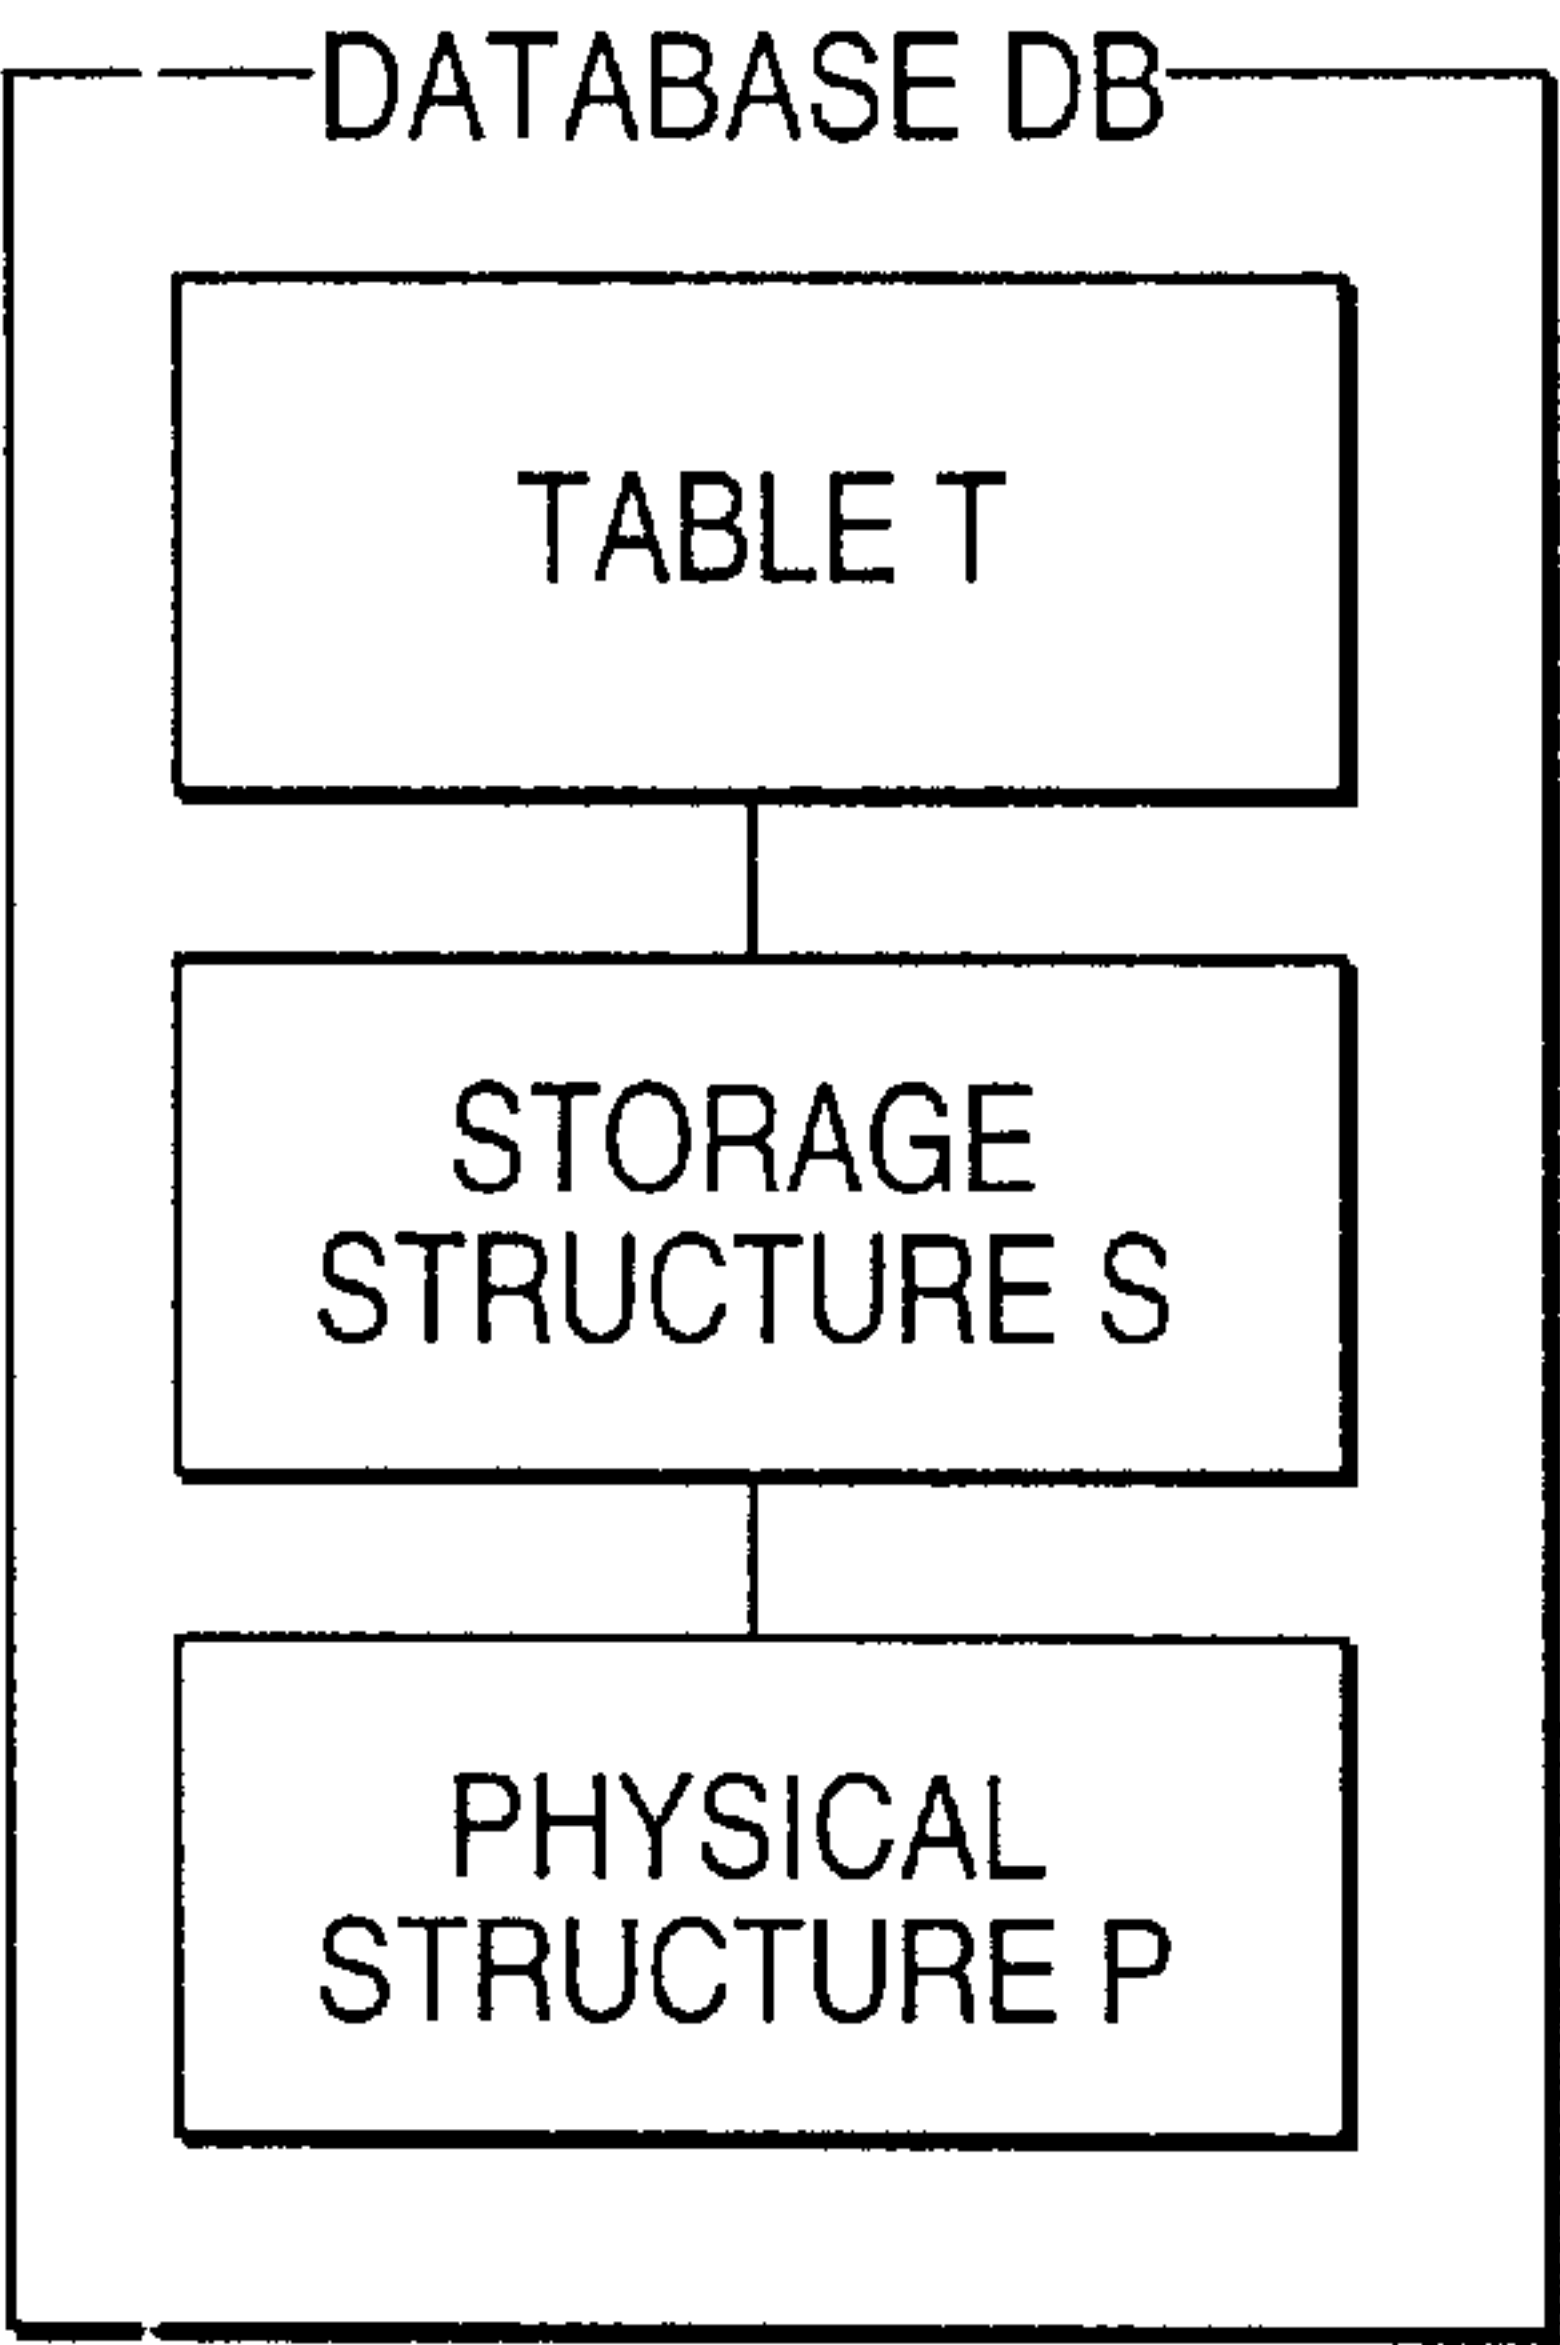 DATABASE DB
TABLE T
STORAGE
STRUCTURE S
PHYSICAL
STRUCTURE P